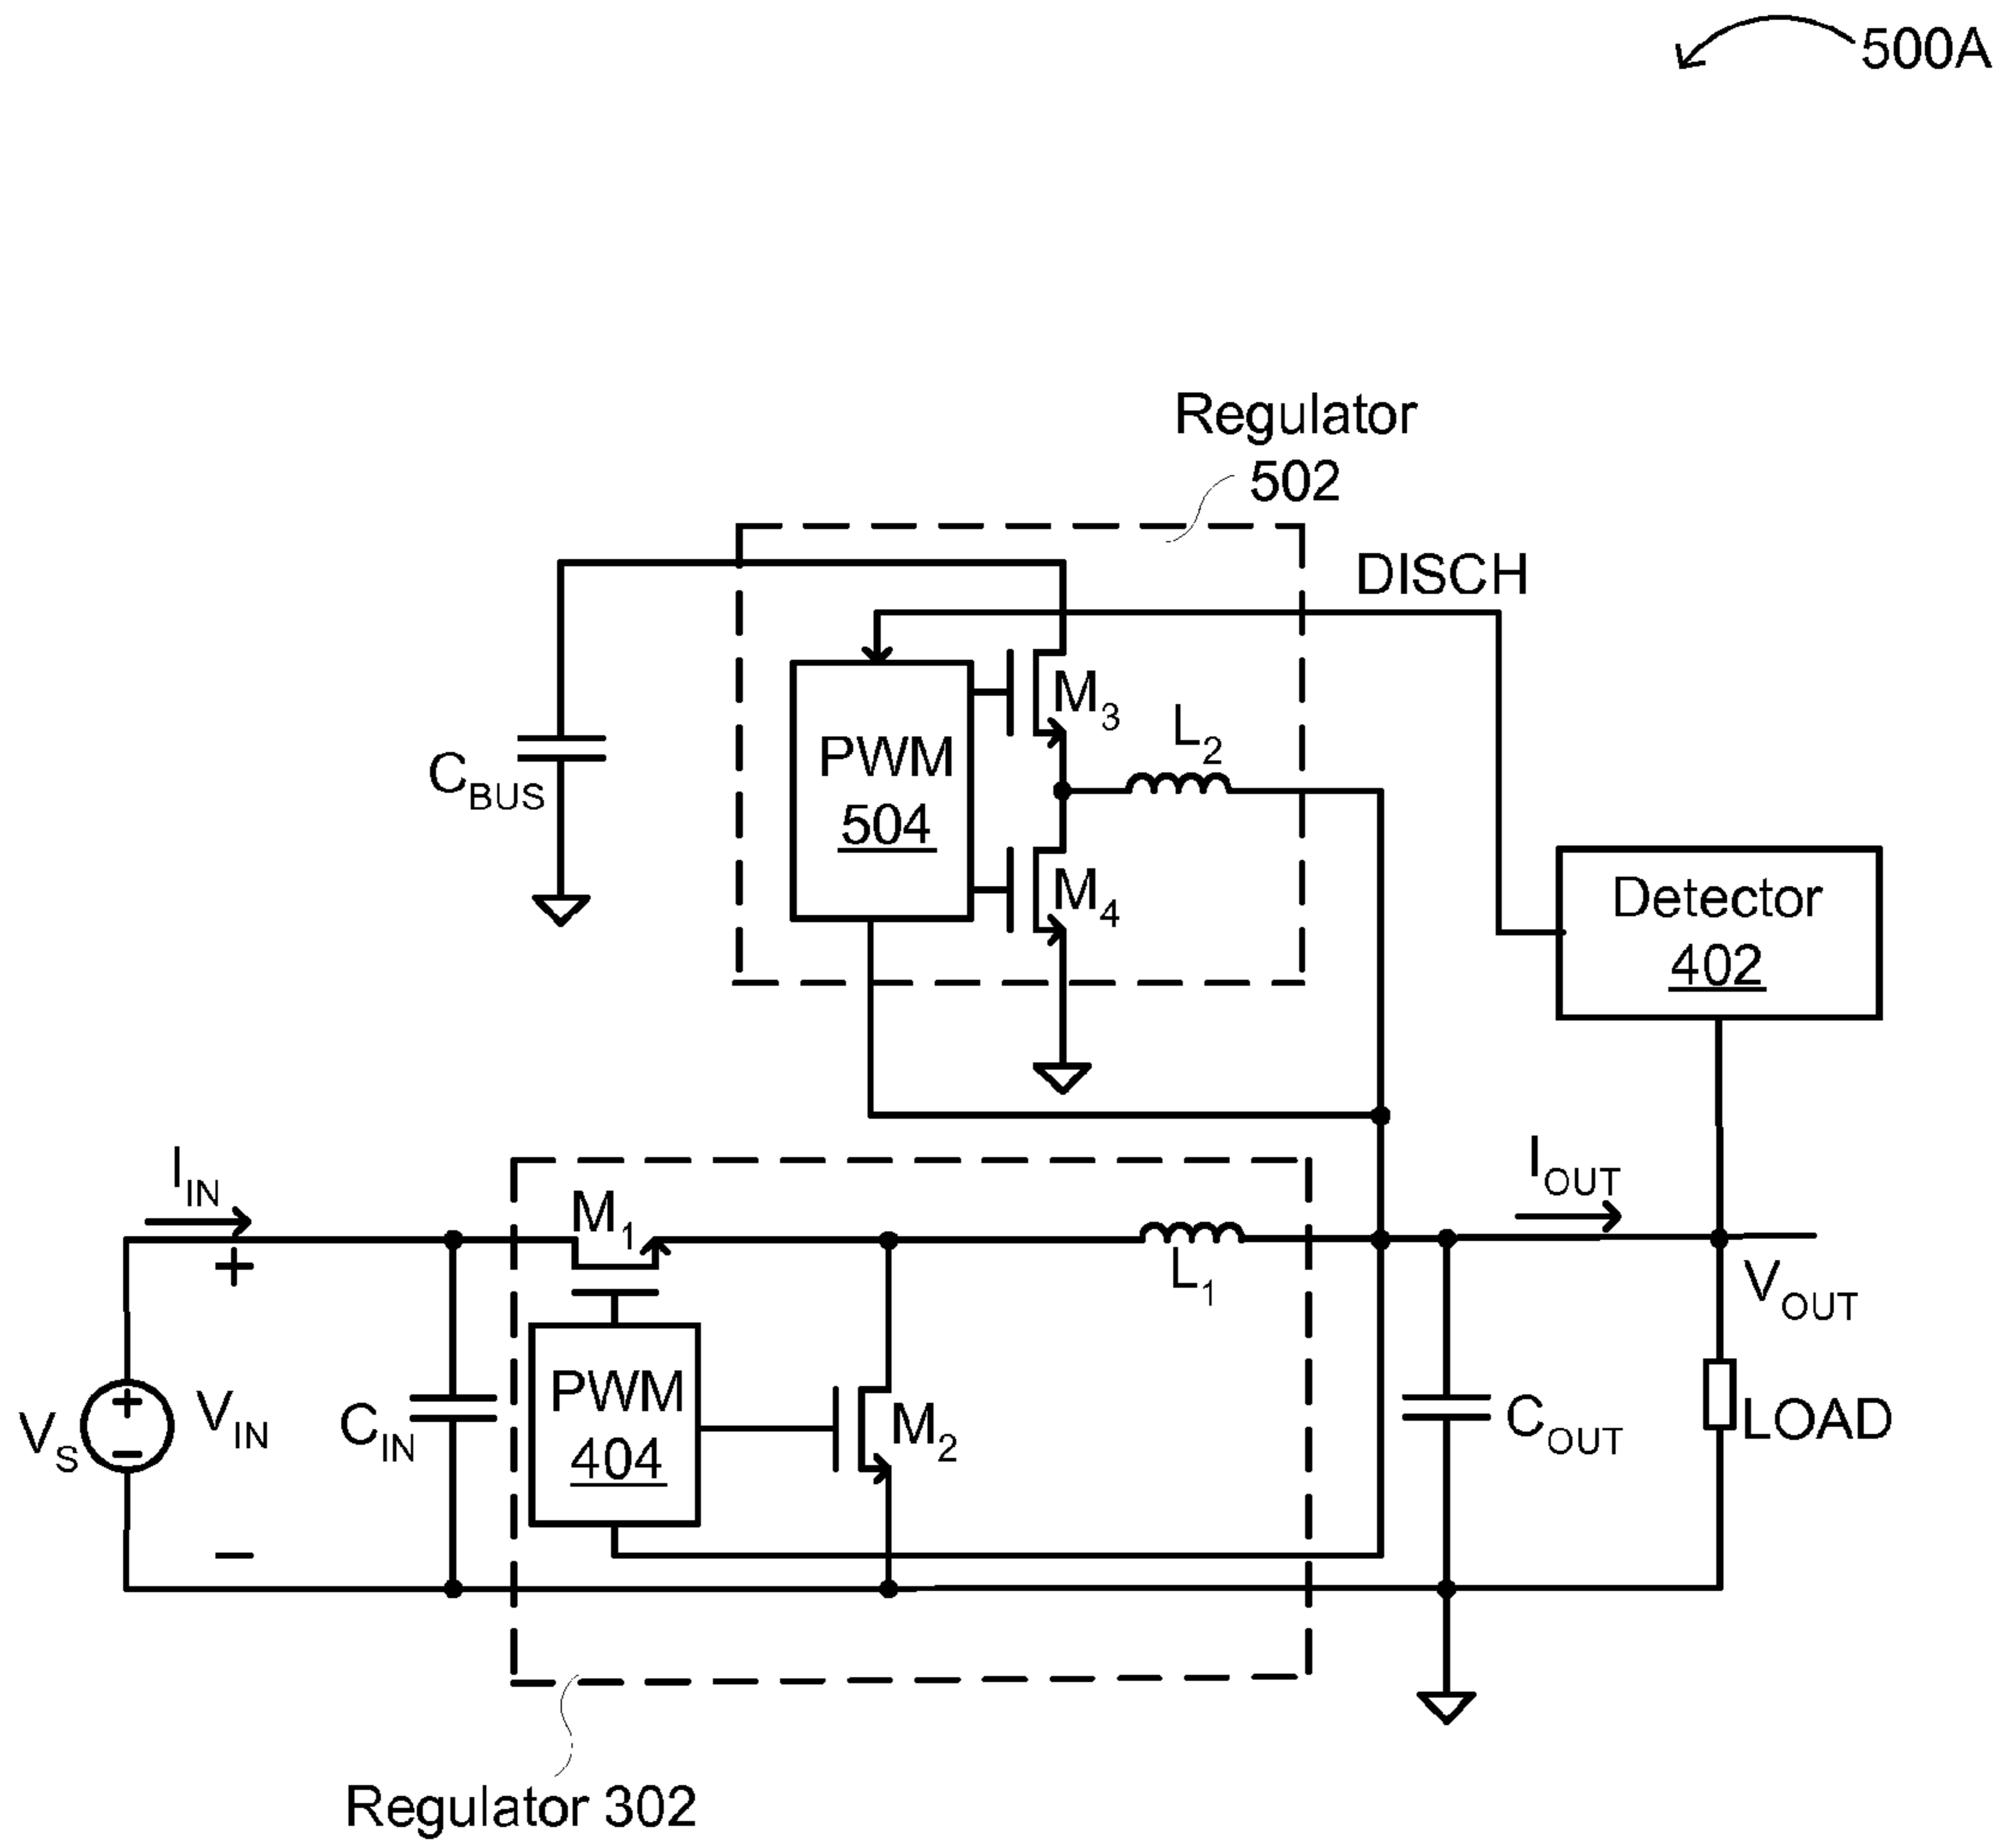 500A
Regulator
502
DISCH
M3
L2
PWM
504
CBUS
M4
Detector
402
IIN
M1
IOUT
+
L1
VOUT
PWM
404
VS
+
−
VIN
CIN
M2
COUT
LOAD
−
Regulator 302